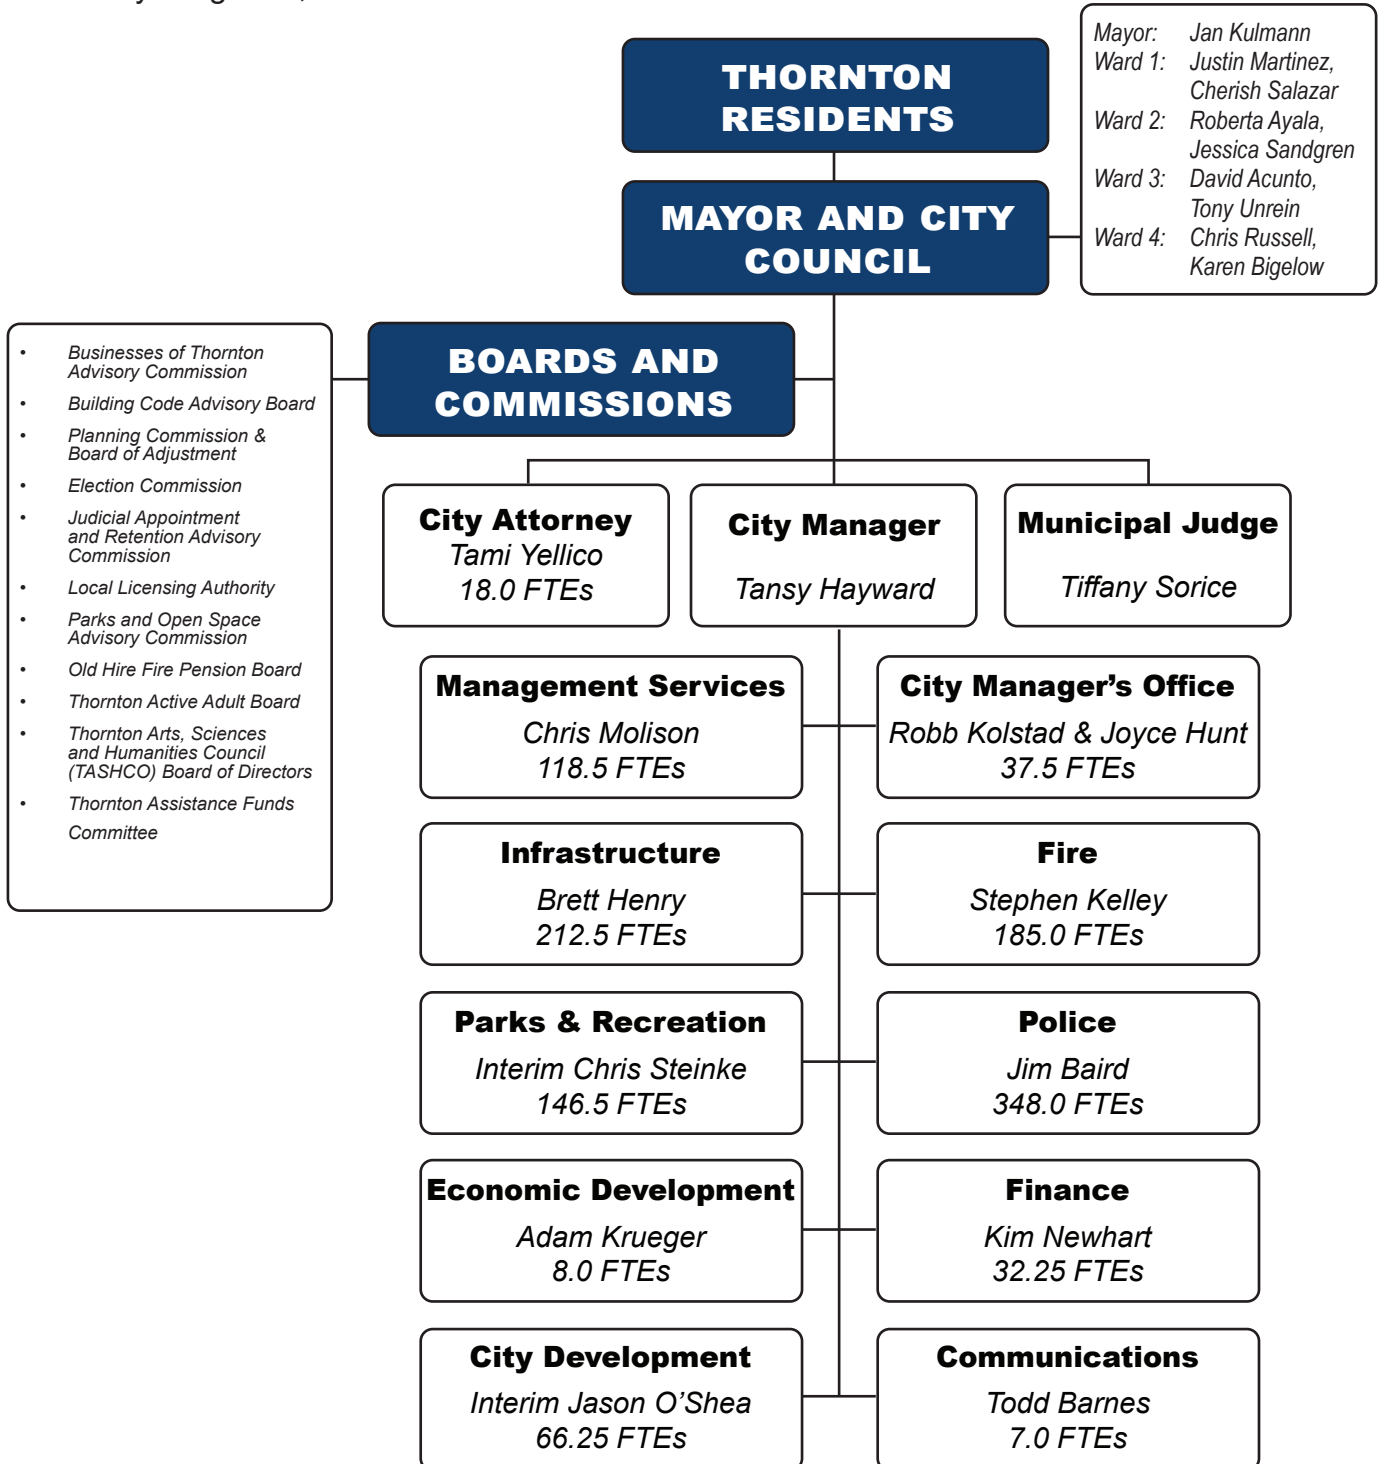 THORNTON
RESIDENTS
Mayor: Jan Kulmann
Ward 1: Justin Martinez,
Cherish Salazar
Ward 2: Roberta Ayala,
Jessica Sandgren
Ward 3: David Acunto,
Tony Unrein
Ward 4: Chris Russell,
Karen Bigelow
MAYOR AND CITY
COUNCIL
BOARDS AND
COMMISSIONS
• Businesses of Thornton
Advisory Commission
• Building Code Advisory Board
• Planning Commission &
Board of Adjustment
• Election Commission
• Judicial Appointment
and Retention Advisory
Commission
• Local Licensing Authority
• Parks and Open Space
Advisory Commission
• Old Hire Fire Pension Board
• Thornton Active Adult Board
• Thornton Arts, Sciences
and Humanities Council
(TASHCO) Board of Directors
• Thornton Assistance Funds
Committee
City Attorney
Tami Yellico
18.0 FTEs
City Manager
Tansy Hayward
Municipal Judge
Tiffany Sorice
Management Services
Chris Molison
118.5 FTEs
City Manager’s Office
Robb Kolstad & Joyce Hunt
37.5 FTEs
Infrastructure
Brett Henry
212.5 FTEs
Fire
Stephen Kelley
185.0 FTEs
Parks & Recreation
Interim Chris Steinke
146.5 FTEs
Police
Jim Baird
348.0 FTEs
Economic Development
Adam Krueger
8.0 FTEs
Finance
Kim Newhart
32.25 FTEs
City Development
Interim Jason O’Shea
66.25 FTEs
Communications
Todd Barnes
7.0 FTEs